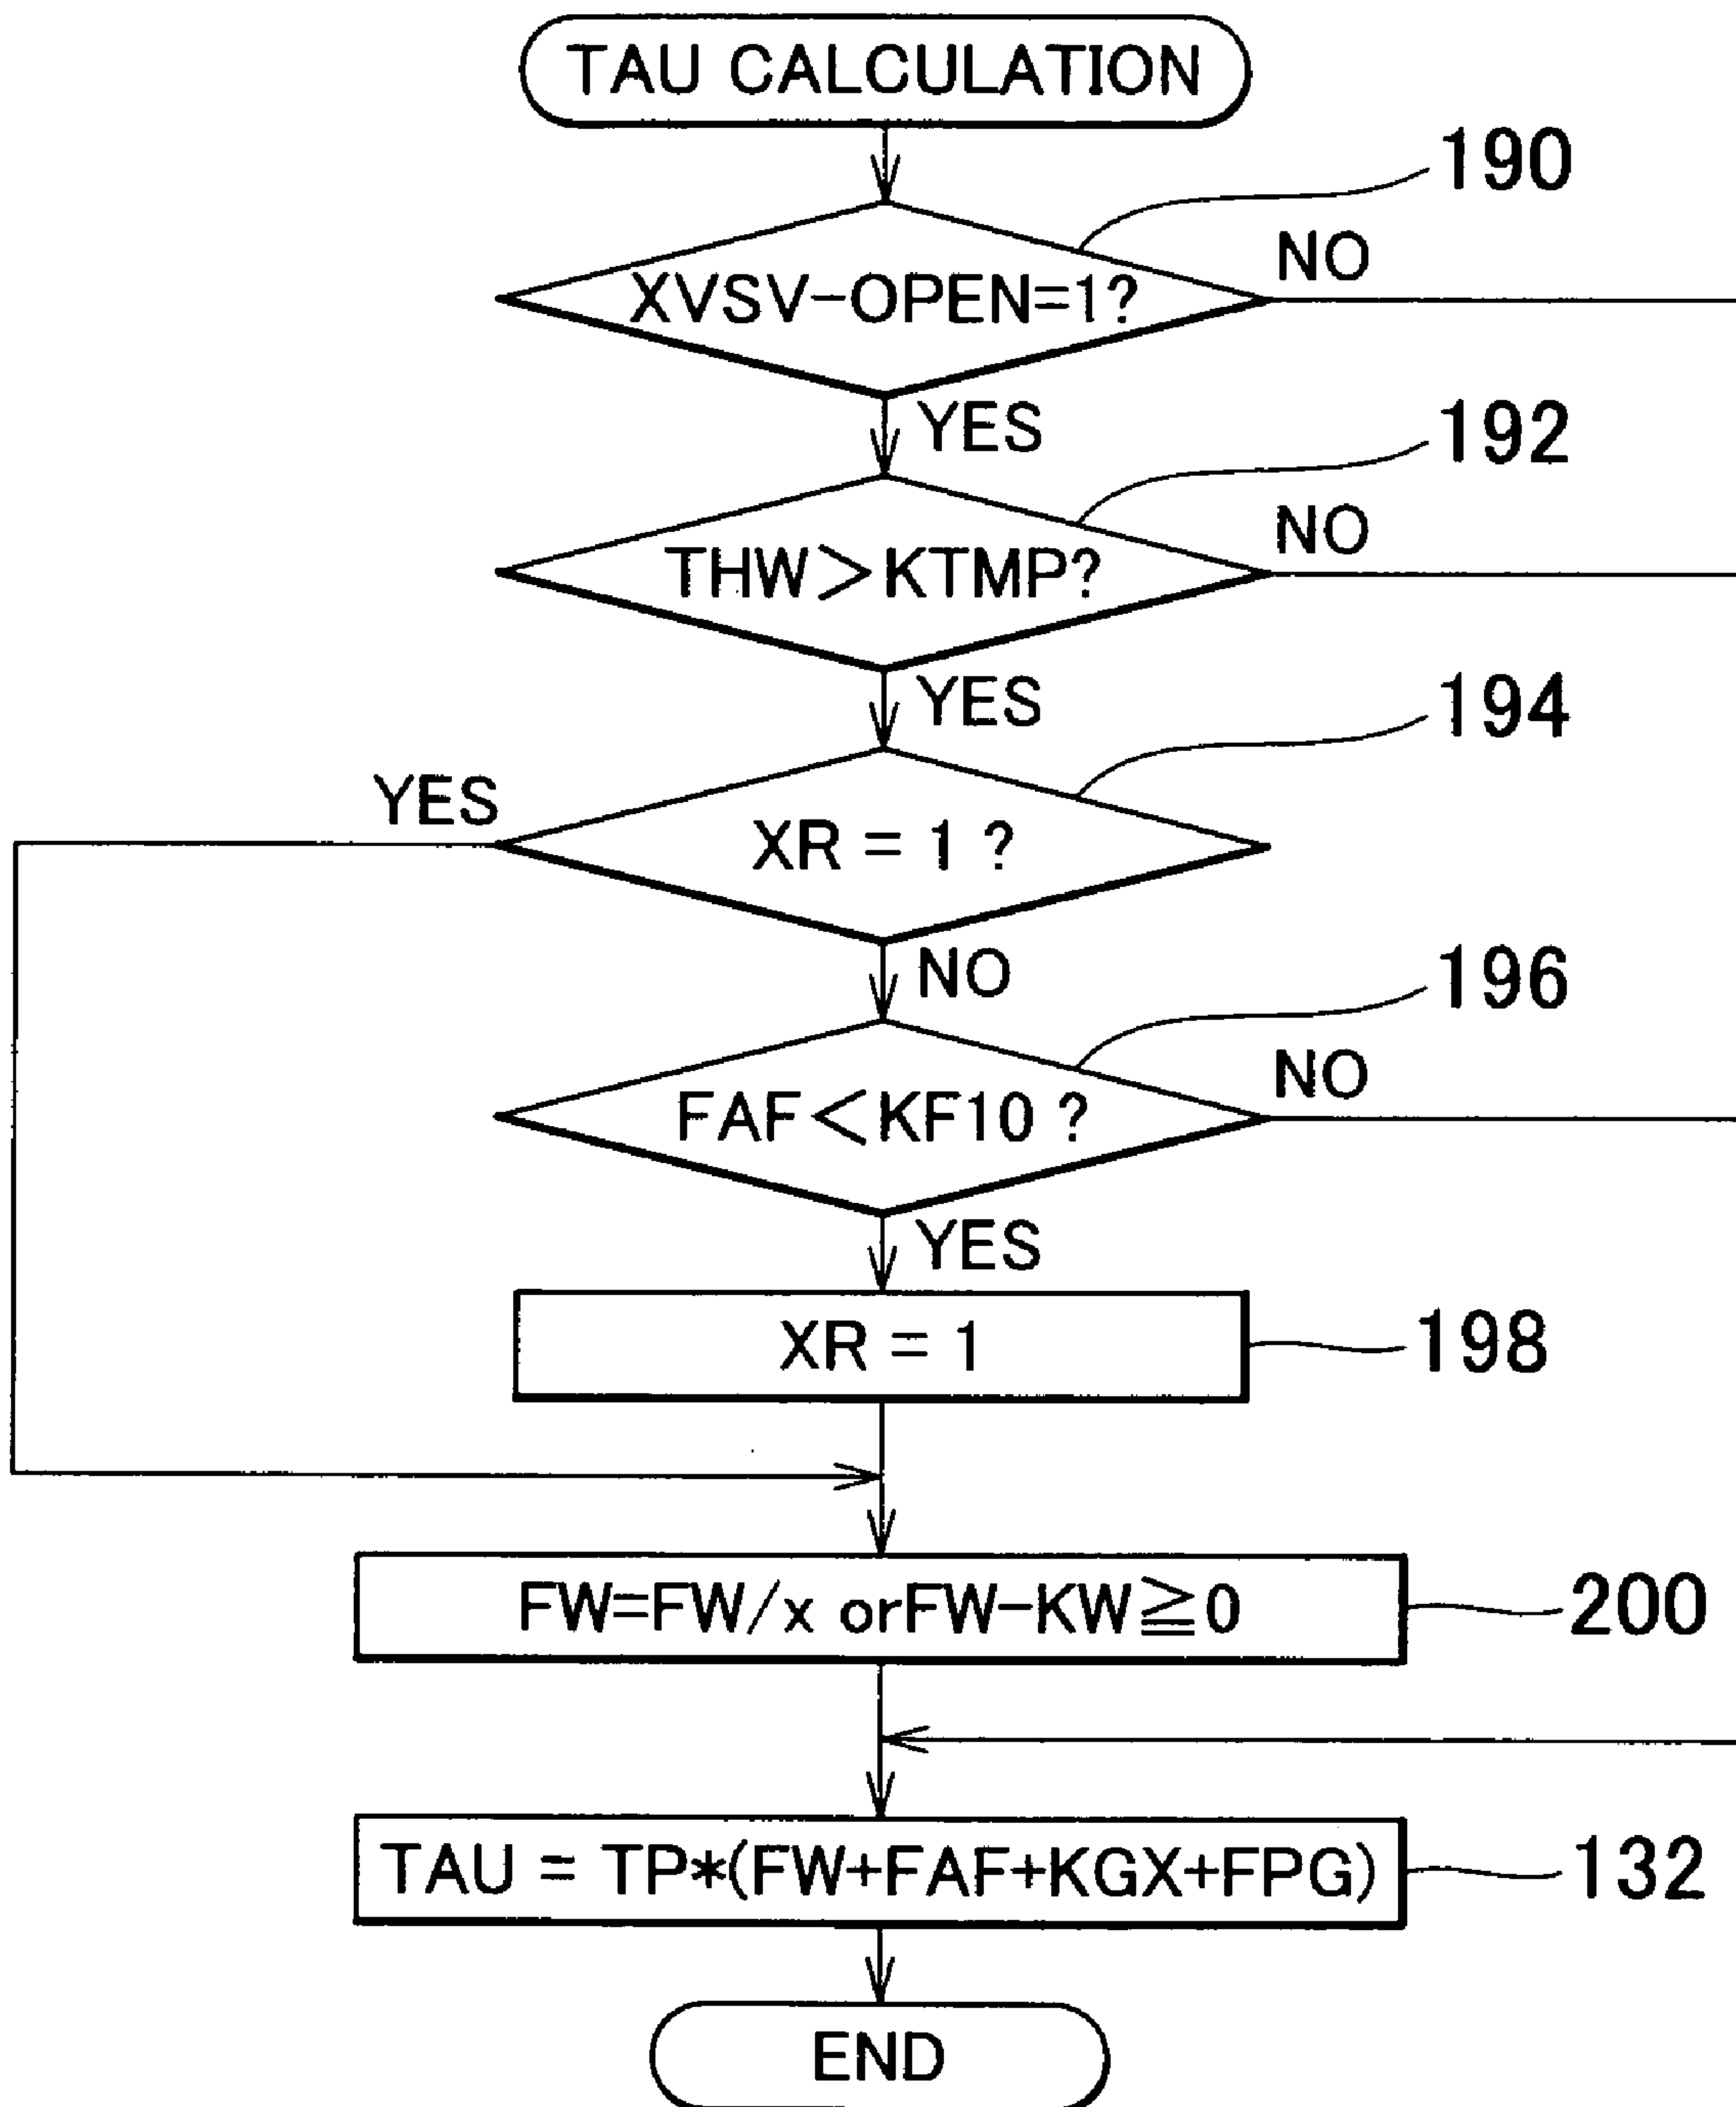 TAU CALCULATION
190
XVSV-OPEN=1?
NO
YES
192
THW>KTMP?
NO
YES
194
YES
XR = 1 ?
NO
196
FAF<KF10 ?
NO
YES
XR = 1
198
FW=FW/x orFW-KW≧0
200
TAU = TP*(FW+FAF+KGX+FPG)
132
END